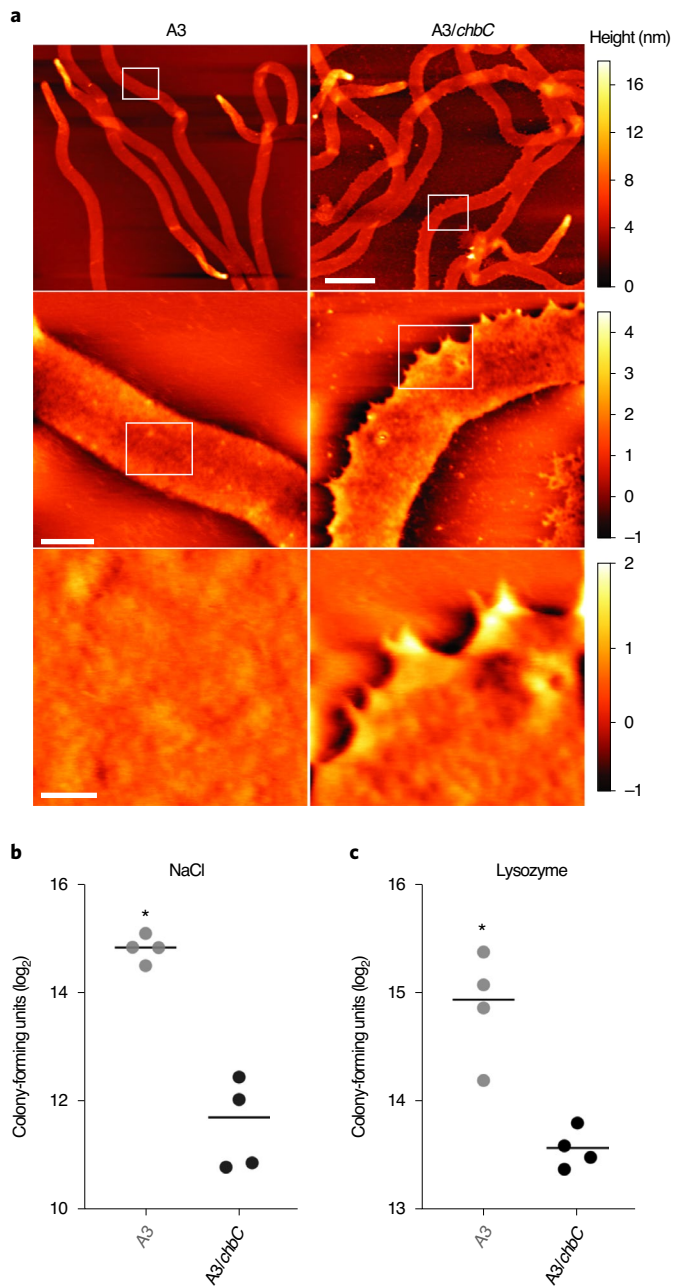 a
A3
A3/chbC
Height (nm)
16
12
8
4
0
4
3
2
1
0
–1
2
1
0
–1
b
NaCl
16
14
12
10
Colony-forming units (log2)
*
A3
A3/chbC
c
Lysozyme
16
15
14
13
Colony-forming units (log2)
*
A3
A3/chbC